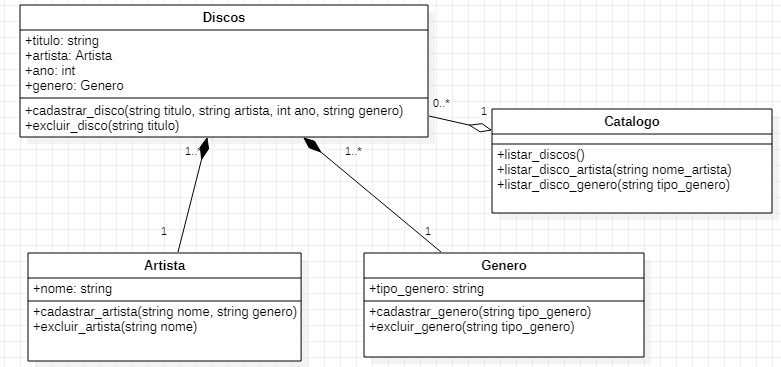 Discos
+titulo: string
+artista: Artista
+ano: int
+genero: Genero
+cadastrar_disco(string titulo, string artista, int ano, string genero)
+excluir_disco(string titulo)
0..*
1
Catalogo
+listar_discos()
+listar_disco_artista(string nome_artista)
+listar_disco_genero(string tipo_genero)
1..*
1..*
1
1
Artista
+nome: string
+cadastrar_artista(string nome, string genero)
+excluir_artista(string nome)
Genero
+tipo_genero: string
+cadastrar_genero(string tipo_genero)
+excluir_genero(string tipo_genero)